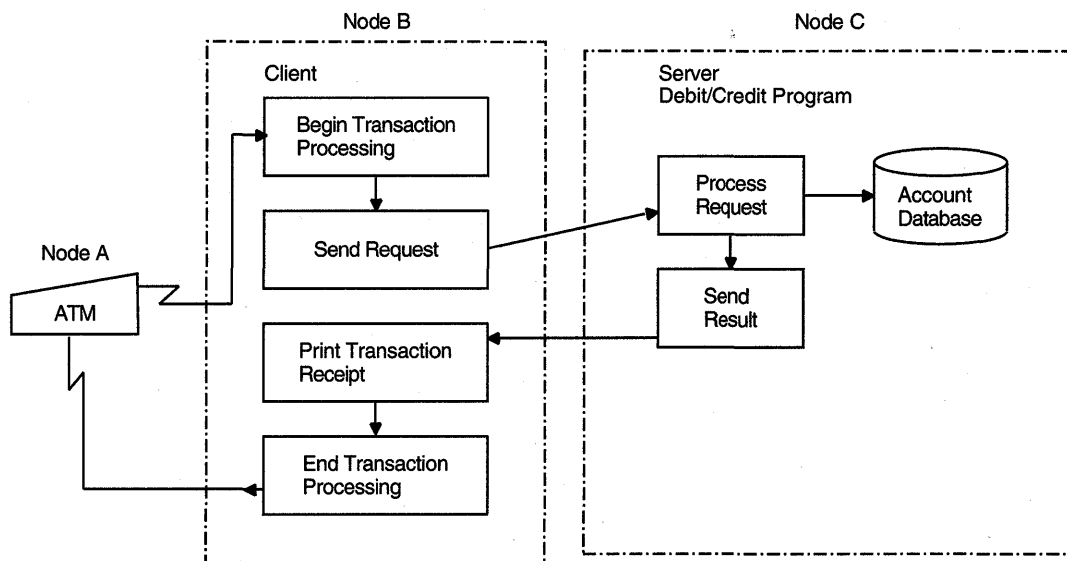 Node B
Node C
Client
Server
Debit/Credit Program
Begin Transaction
Processing
Process
Request
Account
Database
Send Request
Node A
ATM
Send
Result
Print Transaction
Receipt
End Transaction
Processing